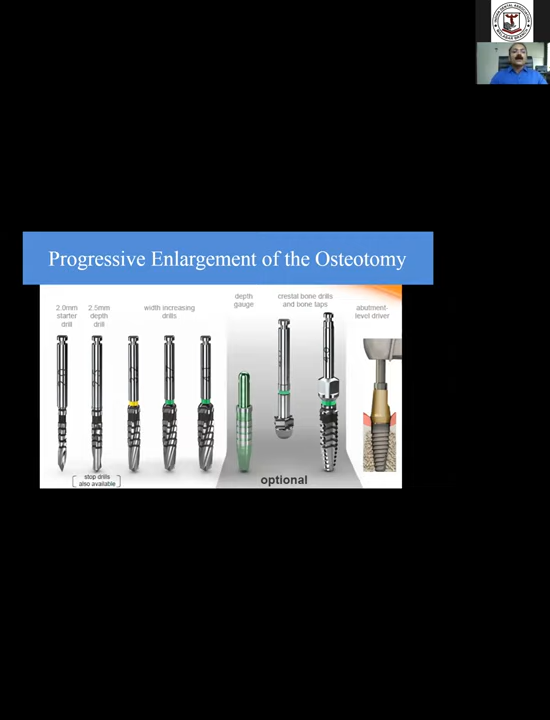 Progressive Enlargement of the Osteotomy
2.0mm
starter
drill
2.5mm
depth
drill
width increasing
drills
depth
gauge
crestal bone drills
and bone taps
abutment-
level driver
stop drills
also available
optional